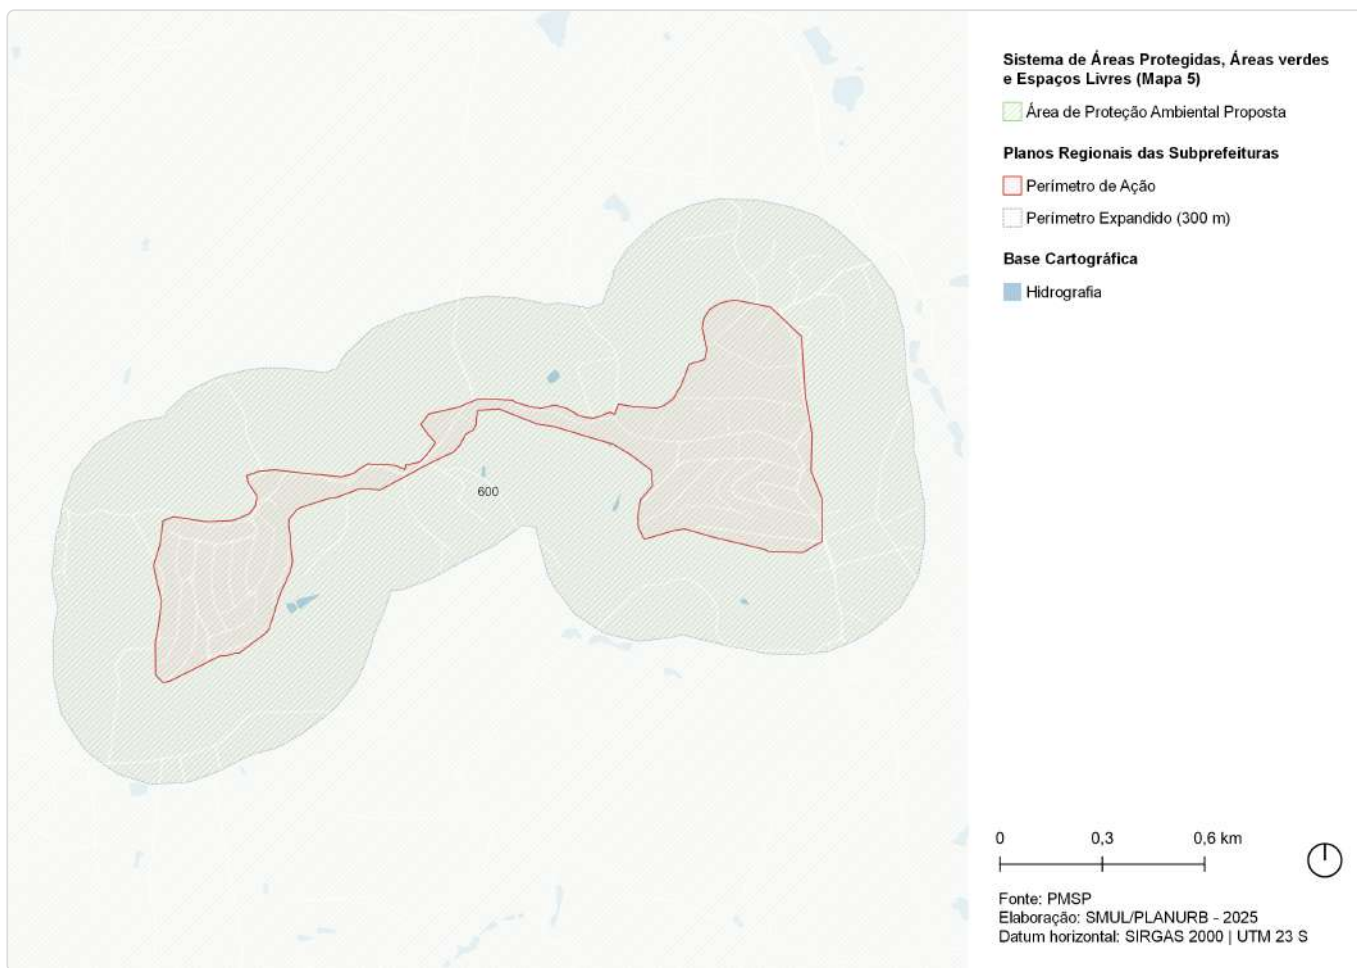 Sistema de Áreas Protegidas, Áreas verdes
e Espaços Livres (Mapa 5)
Área de Proteção Ambiental Proposta
Planos Regionais das Subprefeituras
Perímetro de Ação
Perímetro Expandido (300 m)
Base Cartográfica
Hidrografia
600
0 0,3 0,6 km
Fonte: PMSP
Elaboração: SMUL/PLANURB - 2025
Datum horizontal: SIRGAS 2000 | UTM 23 S